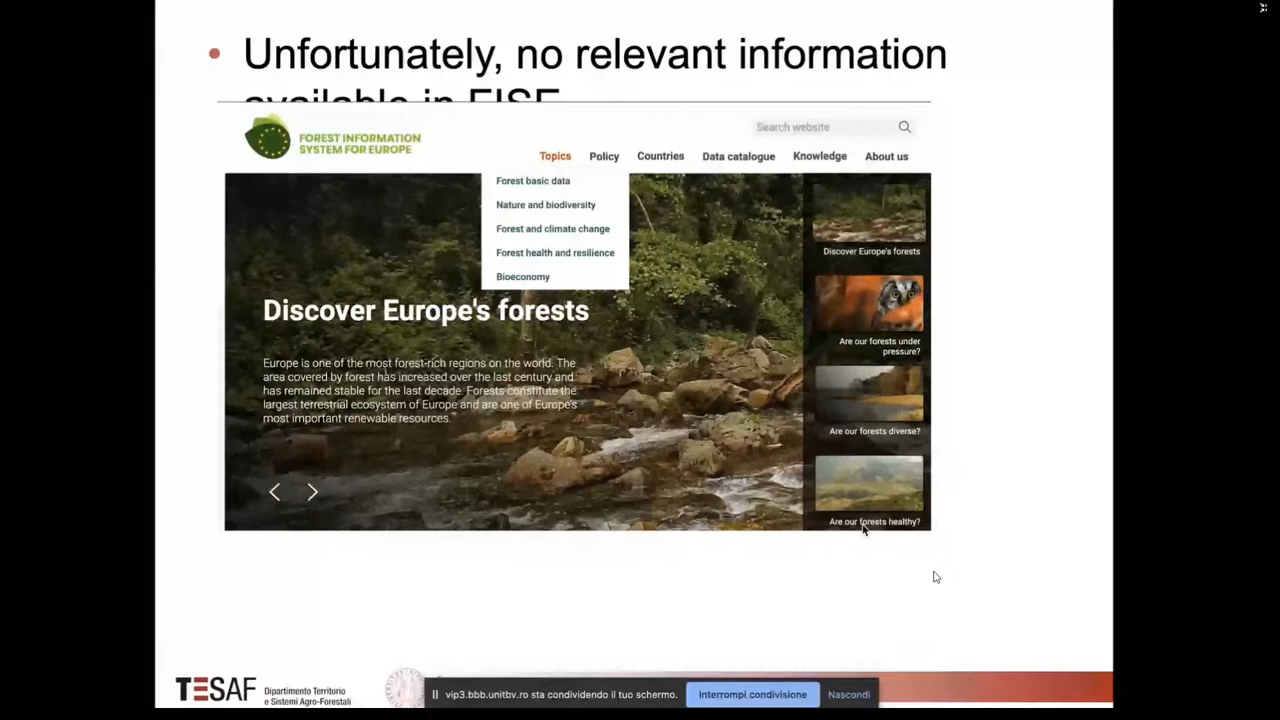 Unfortunately, no relevant information
available in FISE
FOREST INFORMATION
SYSTEM FOR EUROPE
Search website
Topics Policy Countries Data catalogue Knowledge About us
Forest basic data
Nature and biodiversity
Forest and climate change
Forest health and resilience
Bioeconomy
Discover Europe's forests
Europe is one of the most forest-rich regions on the world. The
area covered by forest has increased over the last century and
has remained stable for the last decade. Forests constitute the
largest terrestrial ecosystem of Europe and are one of Europe's
most important renewable resources.
Discover Europe's forests
Are our forests under
pressure?
Are our forests diverse?
Are our forests healthy?
TESAF
Dipartimento Territorio
e Sistemi Agro-Forestali
vip3.bbb.unitbv.ro sta condividendo il tuo schermo.
Interrompi condivisione
Nascondi